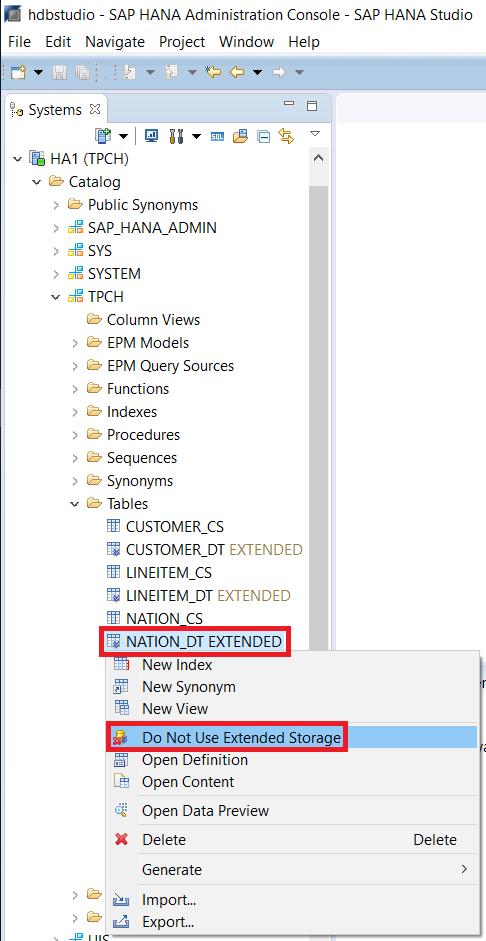 hdbstudio - SAP HANA Administration Console - SAP HANA Studio
File Edit Navigate Project Window Help
Systems
SQL
HA1 (TPCH)
Catalog
Public Synonyms
SAP_HANA_ADMIN
SYS
SYSTEM
TPCH
Column Views
EPM Models
EPM Query Sources
Functions
Indexes
Procedures
Sequences
Synonyms
Tables
CUSTOMER_CS
CUSTOMER_DT EXTENDED
LINEITEM_CS
LINEITEM_DT EXTENDED
NATION_CS
NATION_DT EXTENDED
New Index
New Synonym
New View
Do Not Use Extended Storage
Open Definition
Open Content
Open Data Preview
Delete Delete
Generate
Import...
Export...